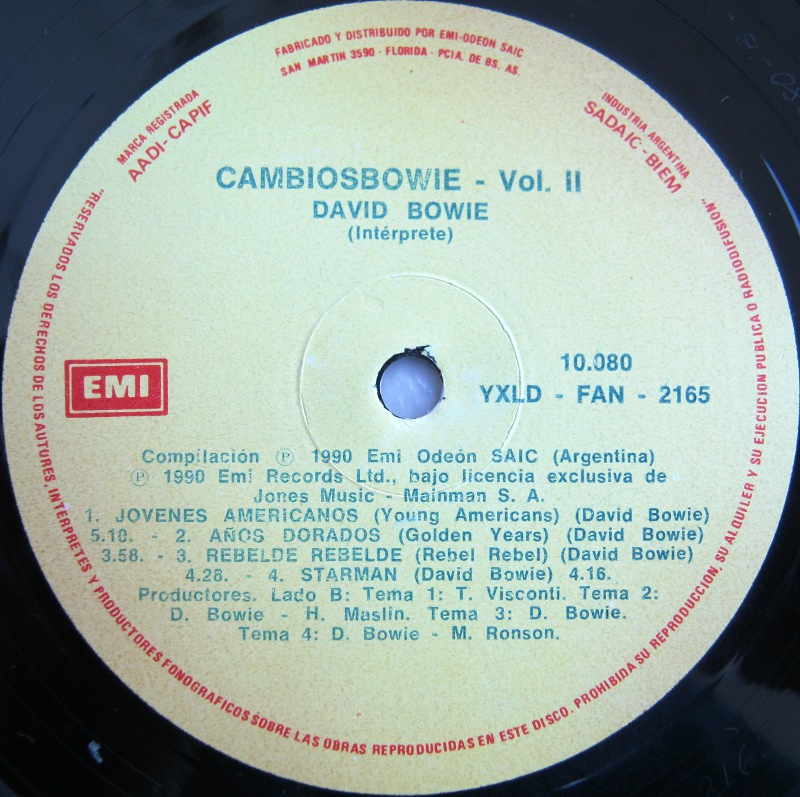 FABRICADO Y DISTRIBUIDO POR EMI-ODEON SAIC
SAN MARTIN 3590 - FLORIDA - PCIA. DE BS. AS.
MARCA REGISTRADA
AADI-CAPIF
INDUSTRIA ARGENTINA
SADAIC-BIEM
CAMBIOSBOWIE - Vol. II
DAVID BOWIE
(Intérprete)
EMI
10.080
YXLD - FAN - 2165
Compilación Ⓟ 1990 Emi Odeón SAIC (Argentina)
Ⓟ 1990 Emi Records Ltd., bajo licencia exclusiva de
Jones Music - Mainman S. A.
1. JOVENES AMERICANOS (Young Americans) (David Bowie)
5.10. - 2. AÑOS DORADOS (Golden Years) (David Bowie)
3.58. - 3. REBELDE REBELDE (Rebel Rebel) (David Bowie)
4.28. - 4. STARMAN (David Bowie) 4.16.
Productores. Lado B: Tema 1: T. Visconti. Tema 2:
D. Bowie - H. Maslin. Tema 3: D. Bowie.
Tema 4: D. Bowie - M. Ronson.
"RESERVADOS LOS DERECHOS DE LOS AUTORES, INTERPRETES Y PRODUCTORES FONOGRAFICOS SOBRE LAS OBRAS REPRODUCIDAS EN ESTE DISCO. PROHIBIDA SU REPRODUCCION, SU ALQUILER Y SU EJECUCION PUBLICA O RADIODIFUSION"